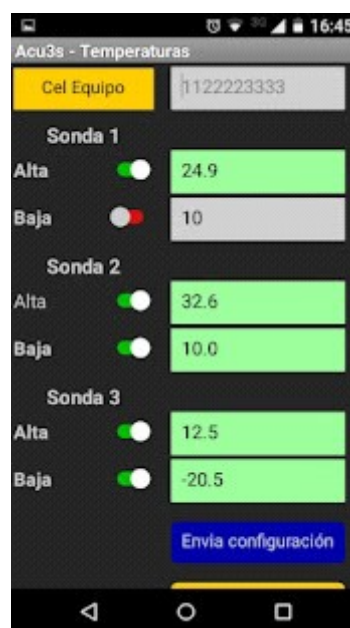 3G 16:45
Acu3s - Temperaturas
Cel Equipo 1122223333
Sonda 1
Alta 24.9
Baja 10
Sonda 2
Alta 32.6
Baja 10.0
Sonda 3
Alta 12.5
Baja -20.5
Envia configuración